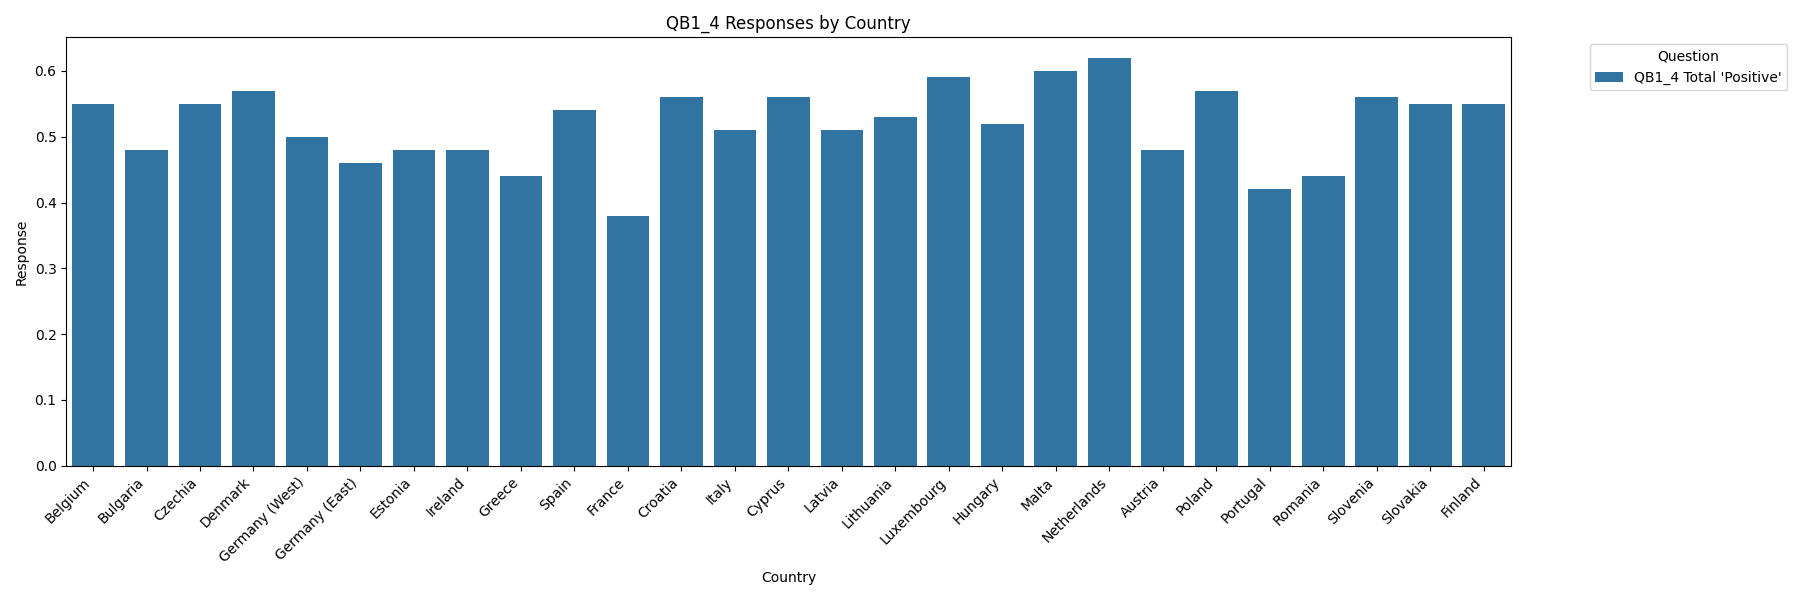 QB1_4 Responses by Country
Question
QB1_4 Total 'Positive'
Response
0.6
0.5
0.4
0.3
0.2
0.1
0.0
Belgium
Bulgaria
Czechia
Denmark
Germany (West)
Germany (East)
Estonia
Ireland
Greece
Spain
France
Croatia
Italy
Cyprus
Latvia
Lithuania
Luxembourg
Hungary
Malta
Netherlands
Austria
Poland
Portugal
Romania
Slovenia
Slovakia
Finland
Country